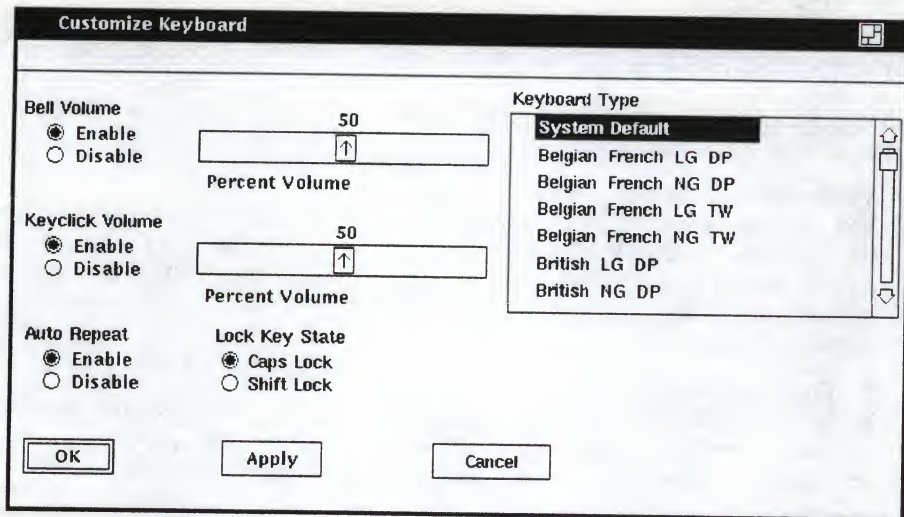 Customize Keyboard
Bell Volume
Enable
Disable
50
Percent Volume
Keyclick Volume
Enable
Disable
50
Percent Volume
Auto Repeat
Enable
Disable
Lock Key State
Caps Lock
Shift Lock
Keyboard Type
System Default
Belgian French LG DP
Belgian French NG DP
Belgian French LG TW
Belgian French NG TW
British LG DP
British NG DP
OK
Apply
Cancel